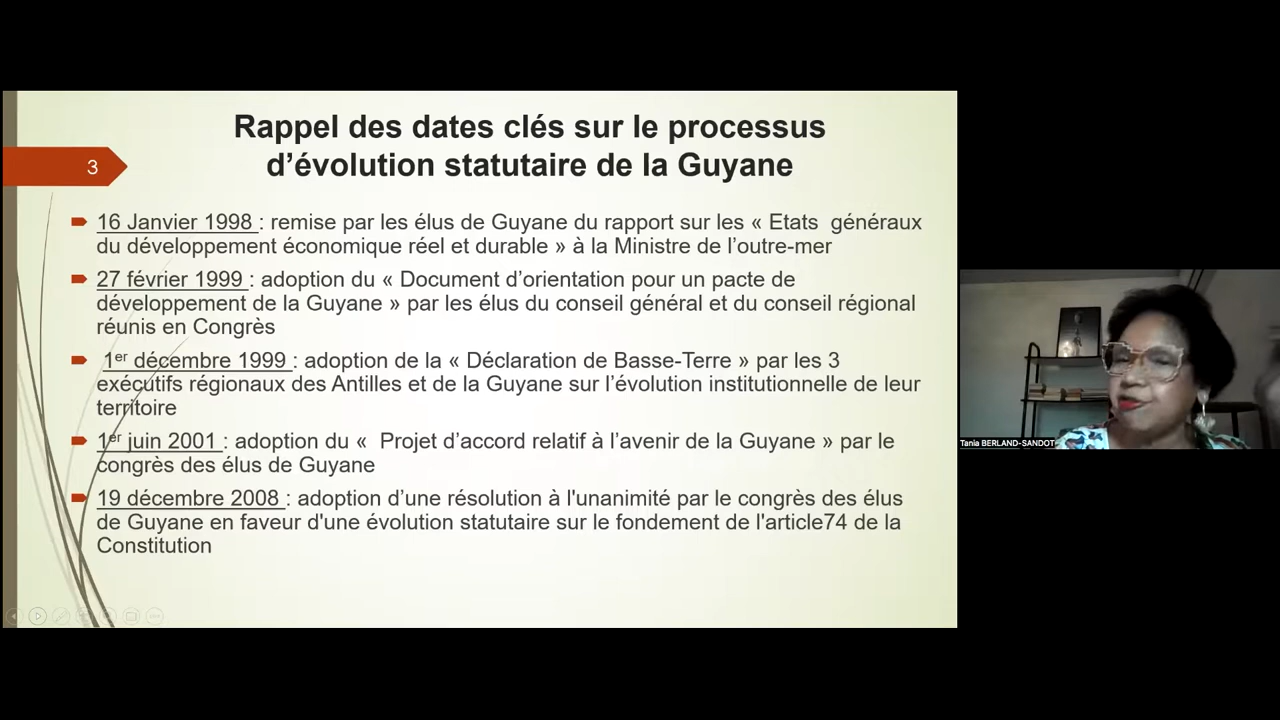 Rappel des dates clés sur le processus
d’évolution statutaire de la Guyane
3
16 Janvier 1998 : remise par les élus de Guyane du rapport sur les « Etats  généraux
du développement économique réel et durable » à la Ministre de l’outre-mer
27 février 1999 : adoption du « Document d’orientation pour un pacte de
développement de la Guyane » par les élus du conseil général et du conseil régional
réunis en Congrès
1er décembre 1999 : adoption de la « Déclaration de Basse-Terre » par les 3
exécutifs régionaux des Antilles et de la Guyane sur l’évolution institutionnelle de leur
territoire
1er juin 2001 : adoption du «  Projet d’accord relatif à l’avenir de la Guyane » par le
congrès des élus de Guyane
19 décembre 2008 : adoption d’une résolution à l'unanimité par le congrès des élus
de Guyane en faveur d'une évolution statutaire sur le fondement de l'article74 de la
Constitution
Tania BERLAND-SANDOT